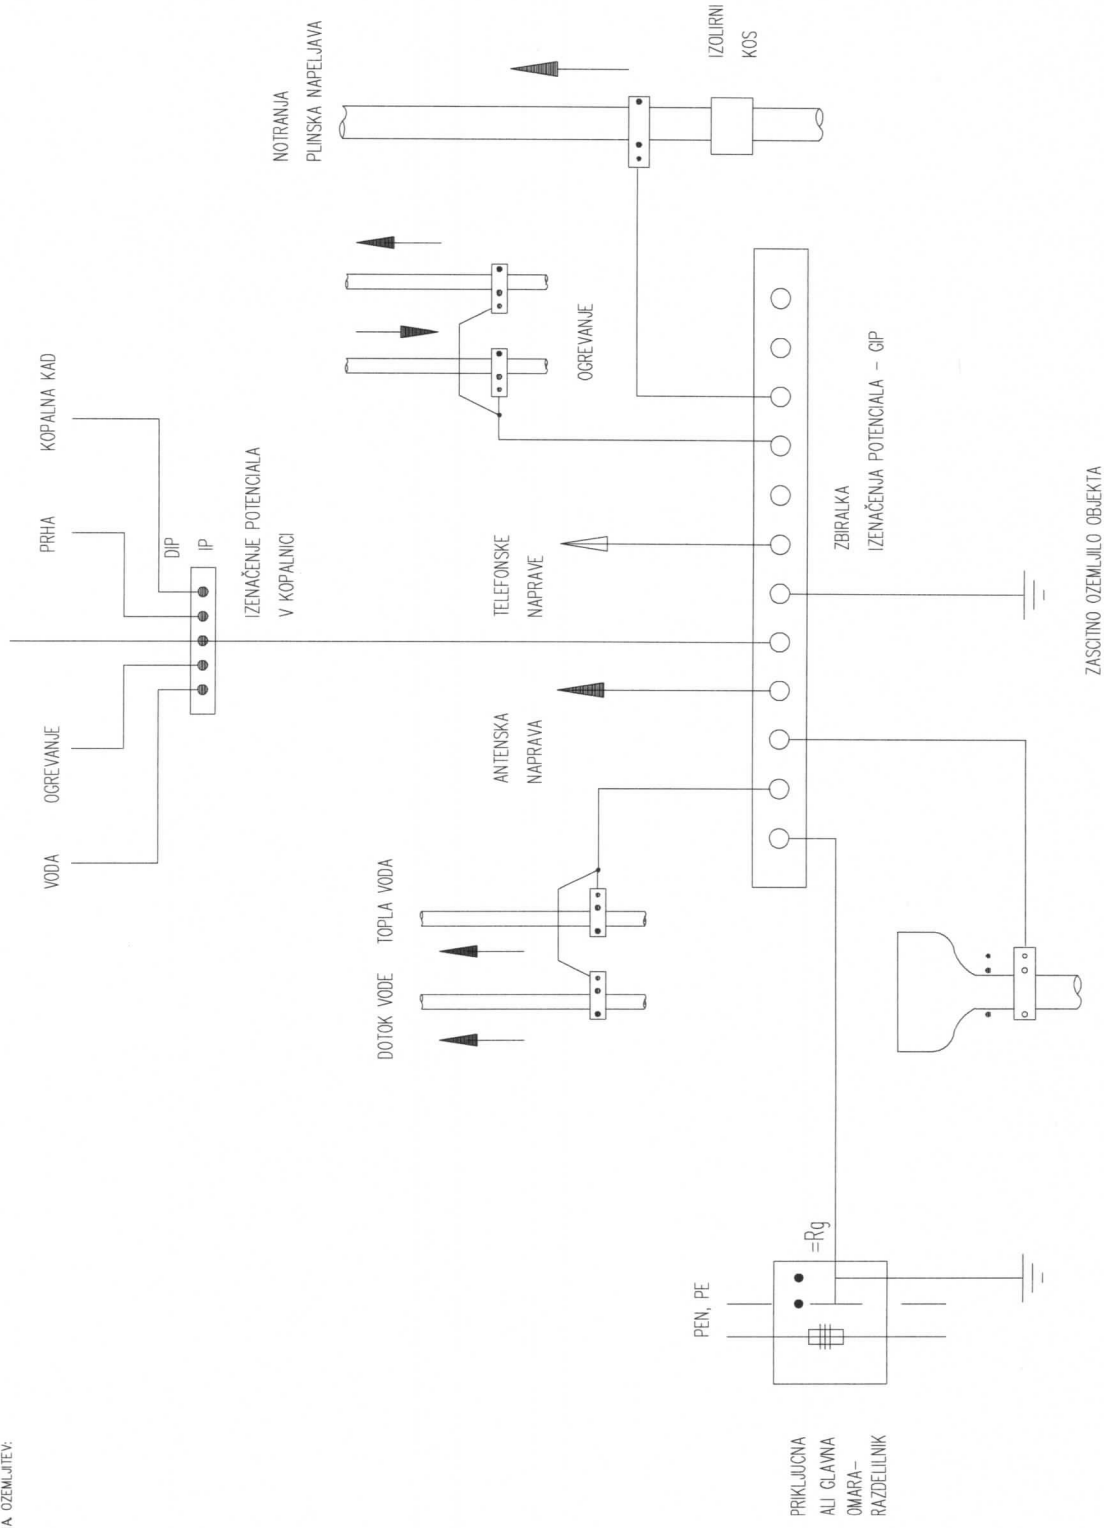 A. OZEMLJITEV:
VODA
OGREVANJE
PRHA
KOPALNA KAD
DIP
IP
IZENAČENJE POTENCIALA
V KOPALNICI
NOTRANJA
PLINSKA NAPELJAVA
IZOLIRNI
KOS
DOTOK VODE
TOPLA VODA
ANTENSKA
NAPRAVA
TELEFONSKE
NAPRAVE
OGREVANJE
ZBIRALKA
IZENAČENJA POTENCIALA - GIP
PEN, PE
=Rg
PRIKLJUCNA
ALI GLAVNA
OMARA-
RAZDELILNIK
ZASCITNO OZEMLJILO OBJEKTA